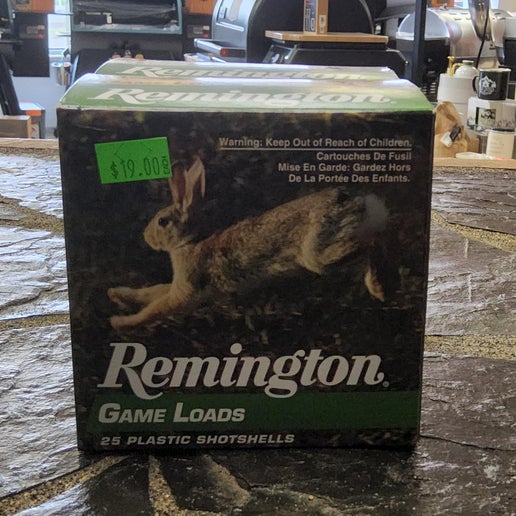 Remington.
Remington.
$19.00
Warning: Keep Out of Reach of Children.
Cartouches De Fusil
Mise En Garde: Gardez Hors
De La Portée Des Enfants.
Remington.
GAME LOADS
25 PLASTIC SHOTSHELLS